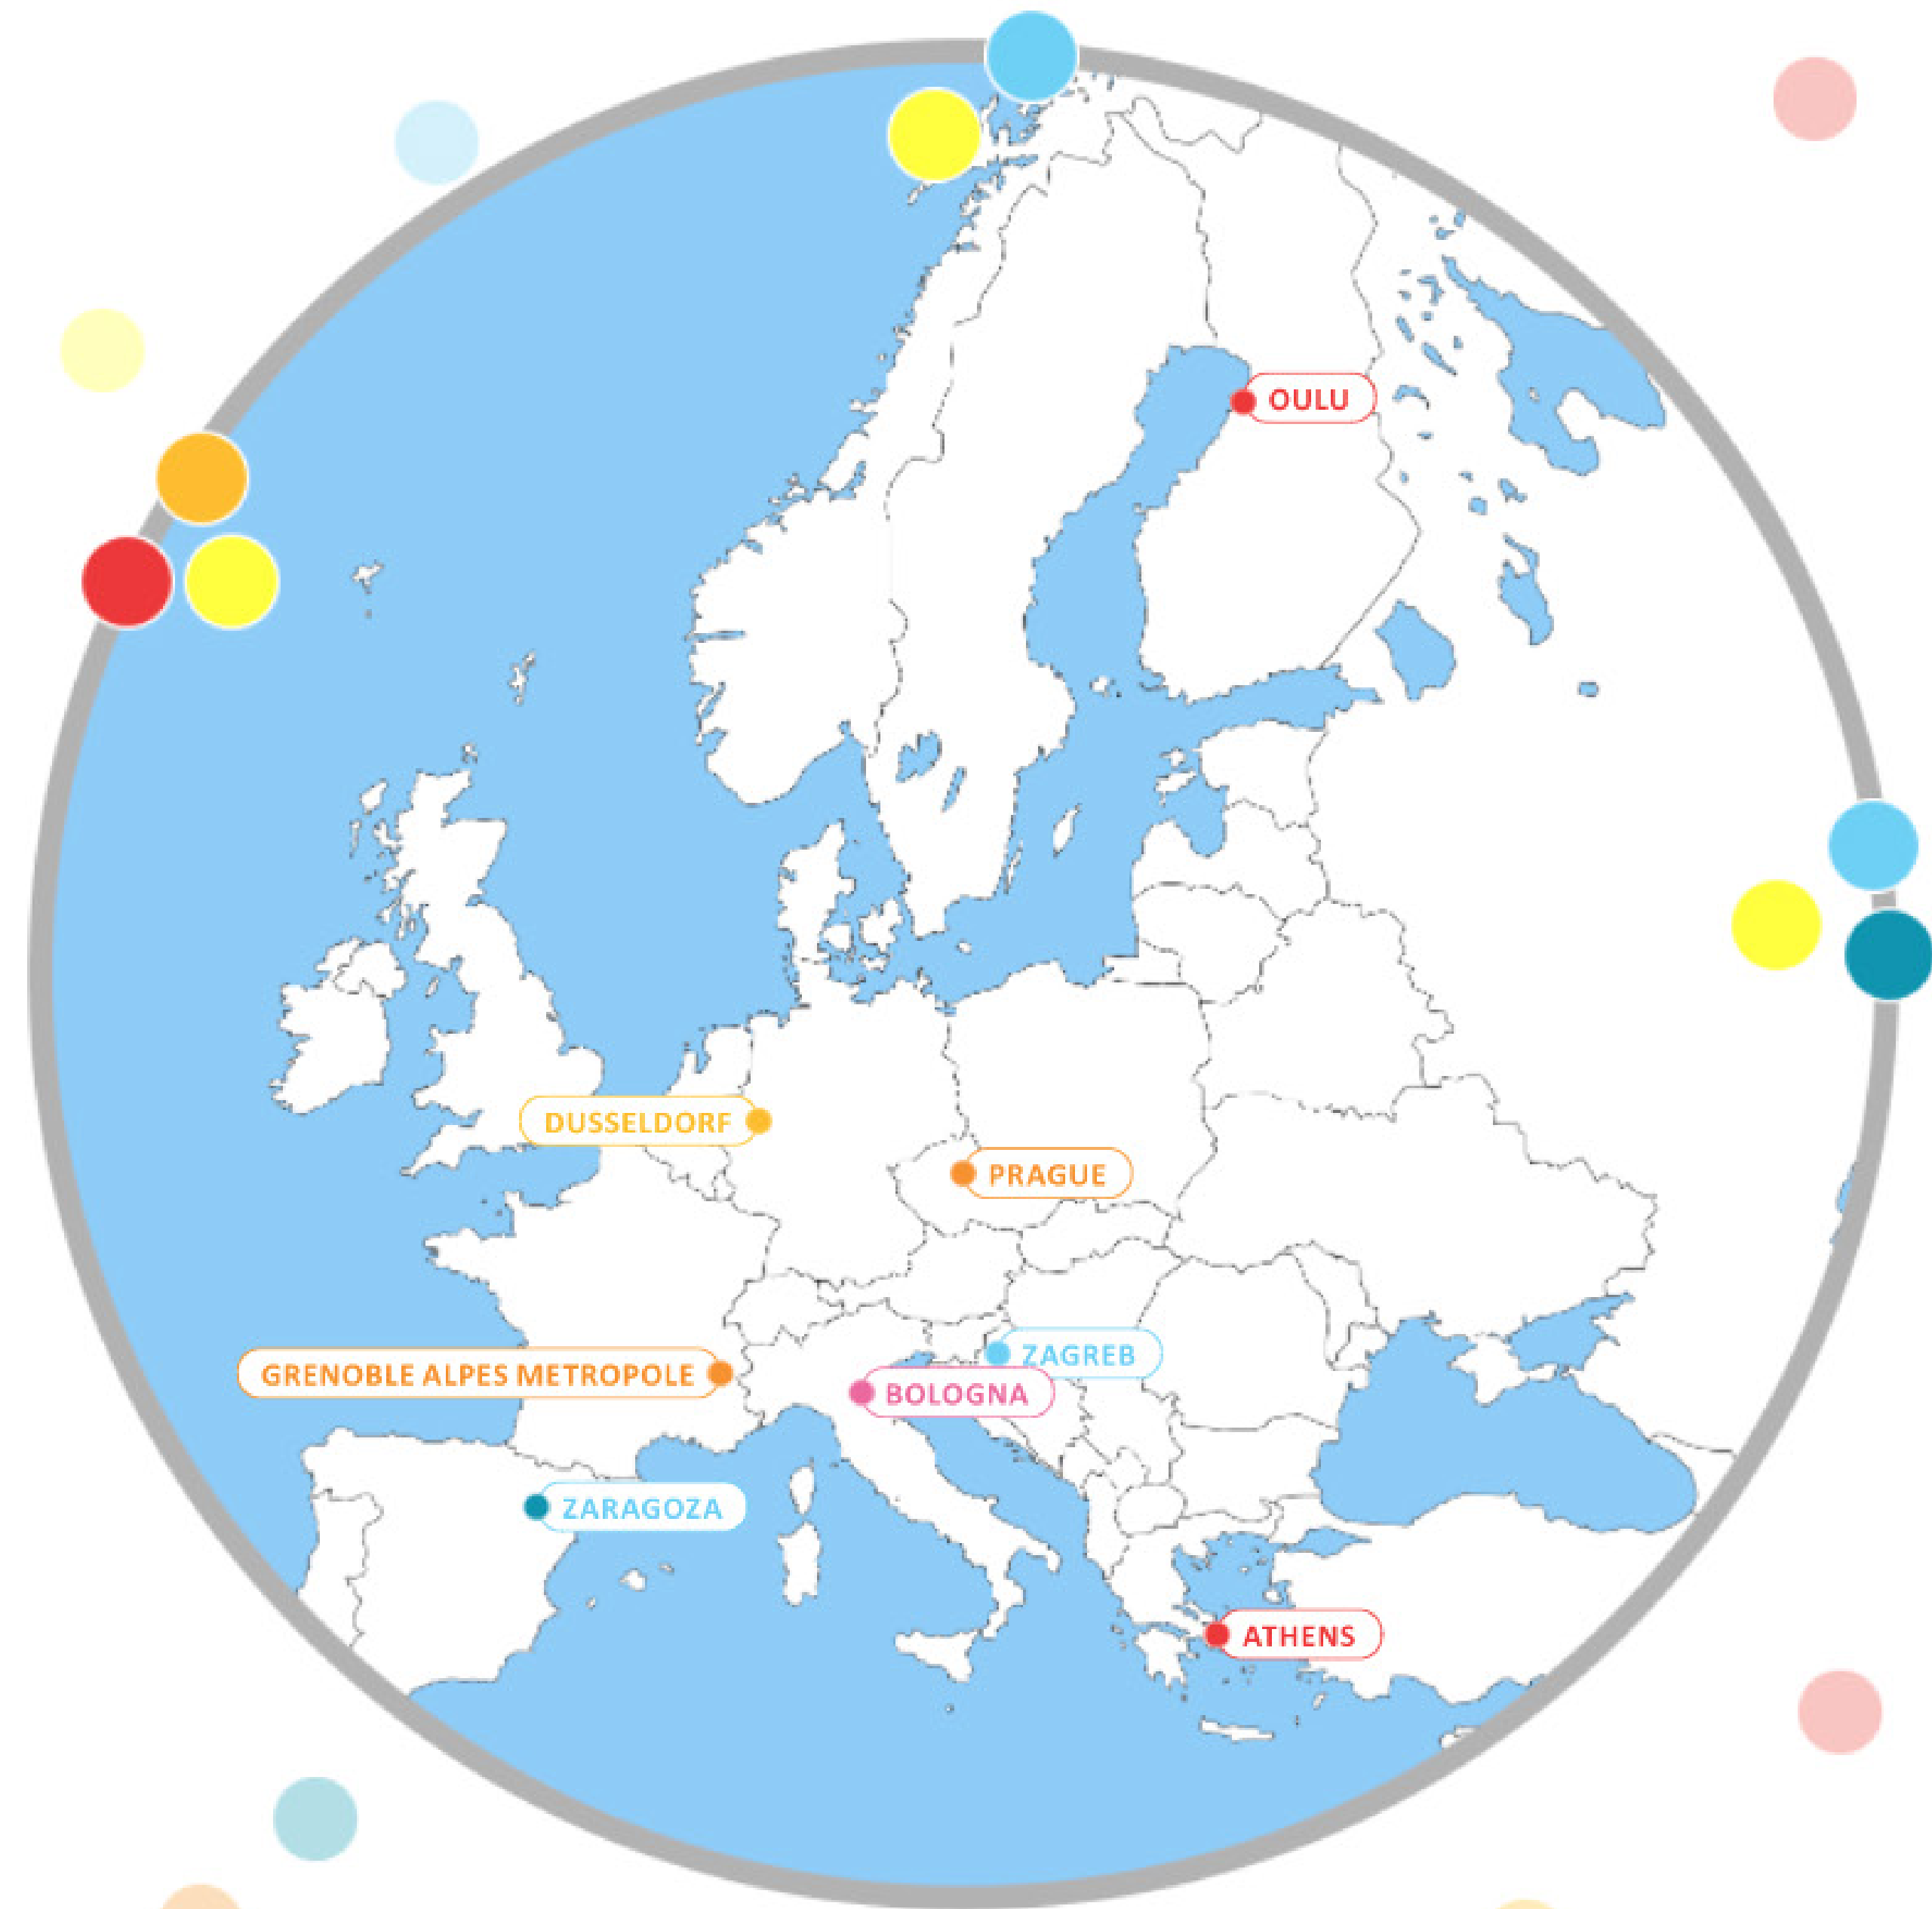 OULU
DUSSELDORF
PRAGUE
ZAGREB
GRENOBLE ALPES METROPOLE
BOLOGNA
ZARAGOZA
ATHENS